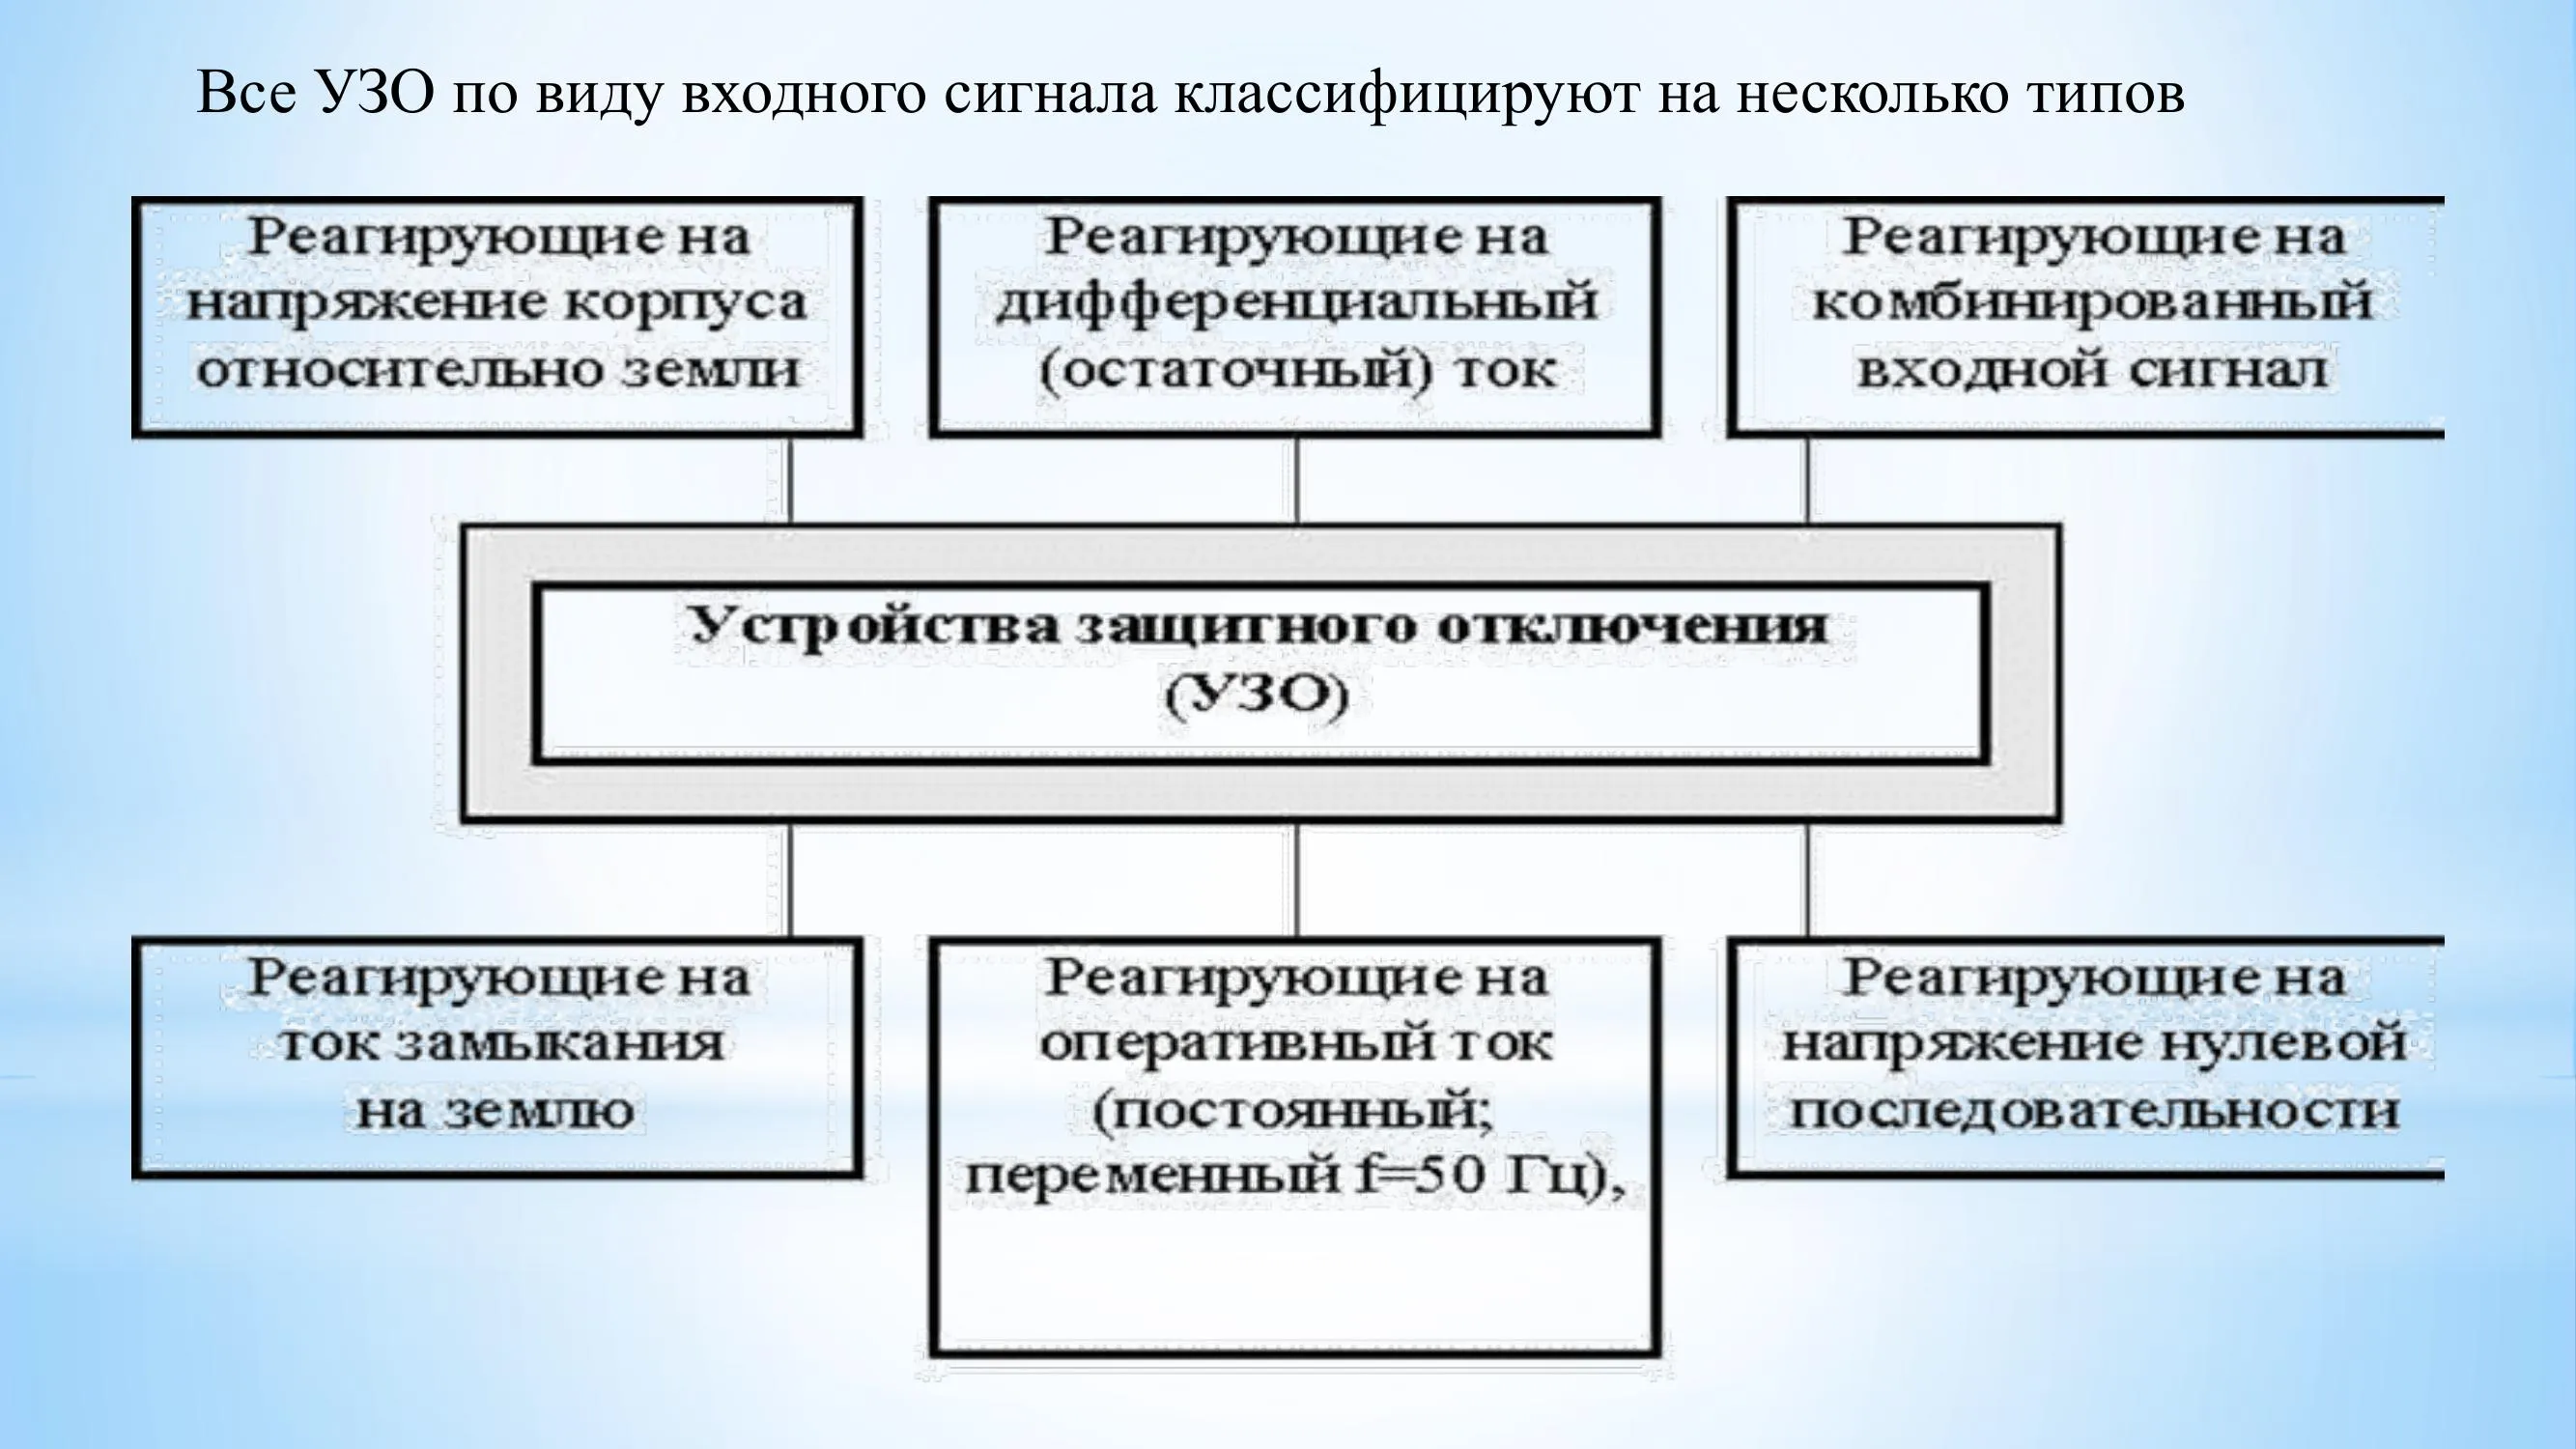 Все УЗО по виду входного сигнала классифицируют на несколько типов
Реагирующие на
напряжение корпуса
относительно земли
Реагирующие на
дифференциальный
(остаточный) ток
Реагирующие на
комбинированный
входной сигнал
Устройства защитного отключения
(УЗО)
Реагирующие на
ток замыкания
на землю
Реагирующие на
оперативный ток
(постоянный;
переменный f=50 Гц),
Реагирующие на
напряжение нулевой
последовательности